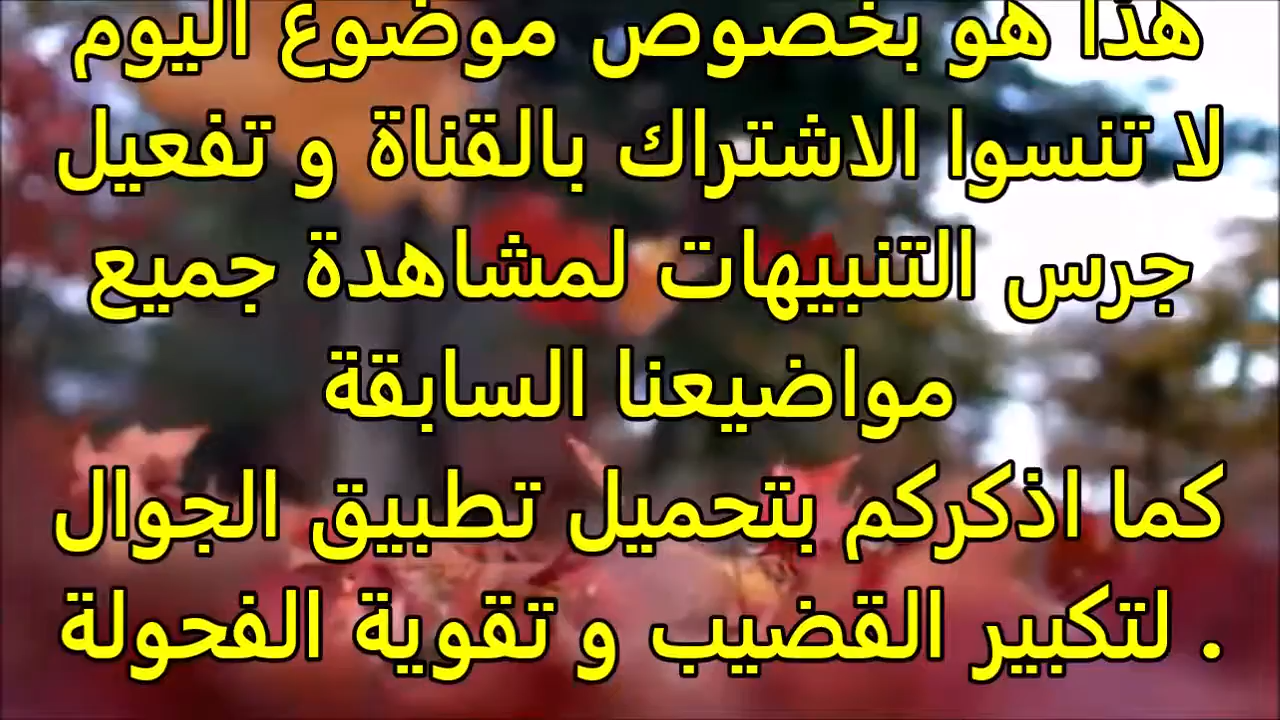 هذا هو بخصوص موضوع اليوم
لا تنسوا الاشتراك بالقناة و تفعيل
جرس التنبيهات لمشاهدة جميع
مواضيعنا السابقة
كما اذكركم بتحميل تطبيق الجوال
لتكبير القضيب و تقوية الفحولة .